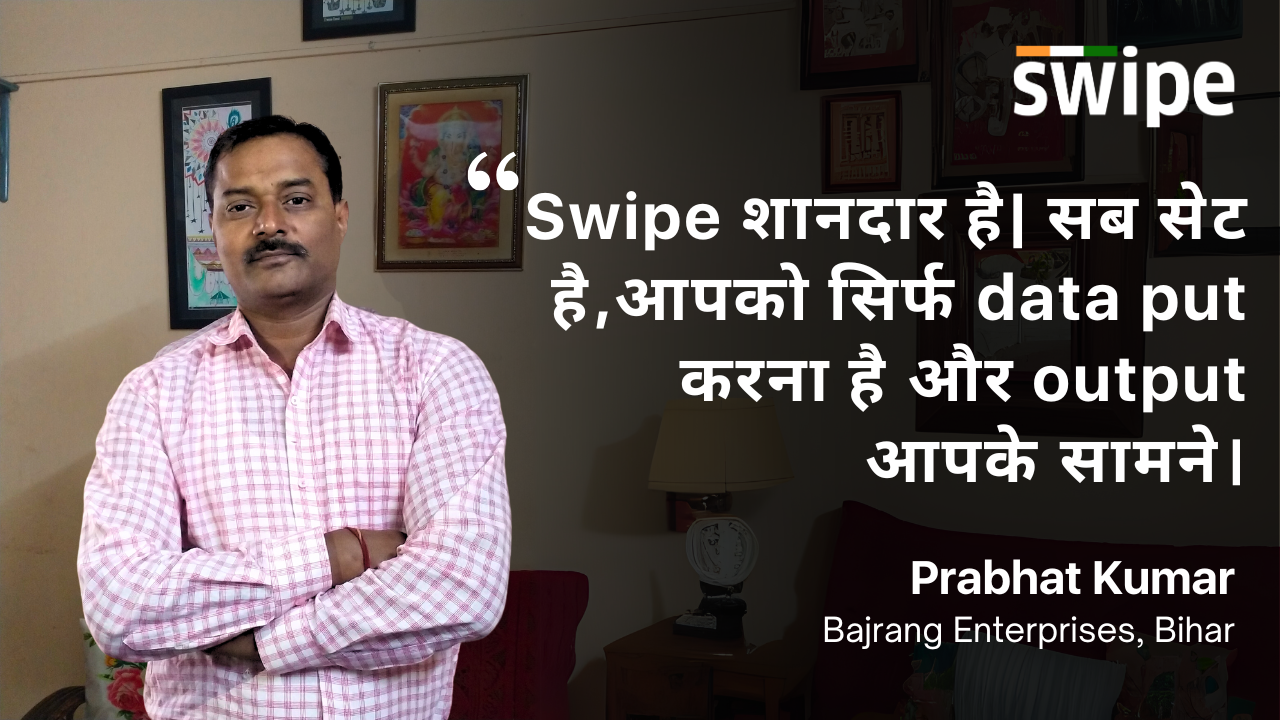 swipe
“Swipe शानदार है| सब सेट
है,आपको सिर्फ data put
करना है और output
आपके सामने|
Prabhat Kumar
Bajrang Enterprises, Bihar